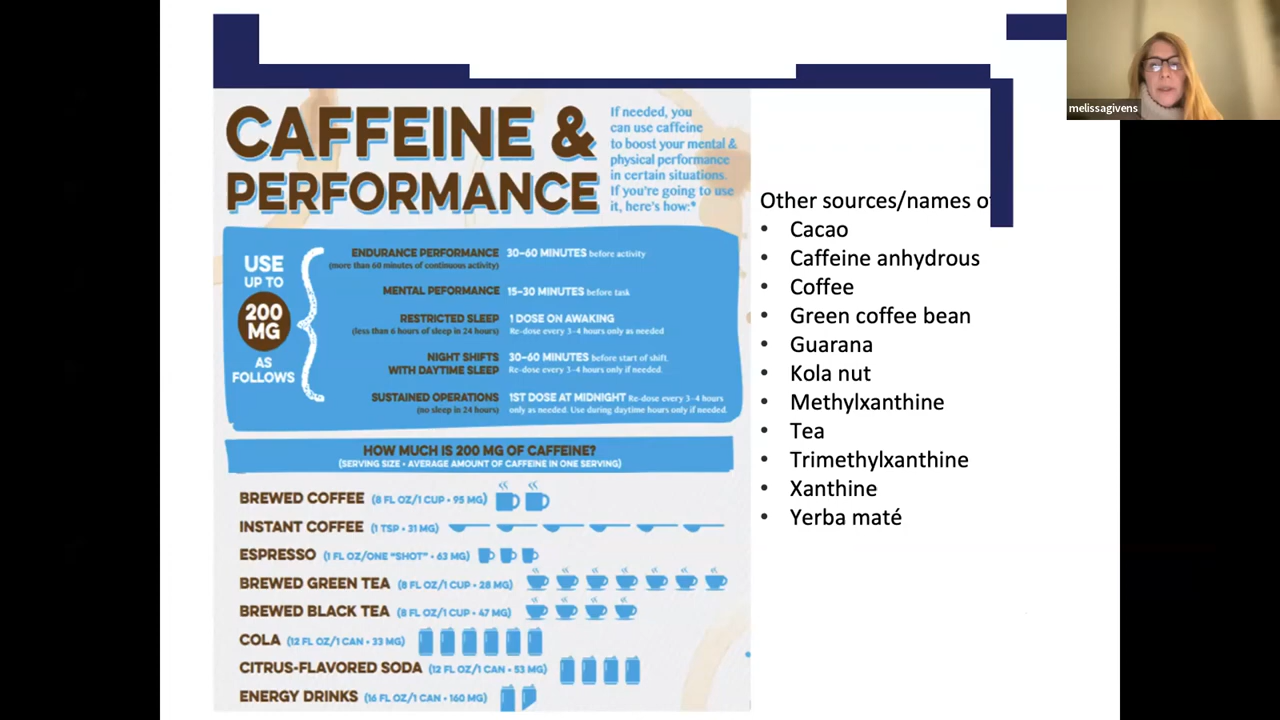 melissagivens
CAFFEINE &
PERFORMANCE
If needed, you
can use caffeine
to boost your mental &
physical performance
in certain situations.
If you're going to use
it, here's how:*
USE
UP TO
200
MG
AS
FOLLOWS
ENDURANCE PERFORMANCE 30–60 MINUTES before activity
(more than 60 minutes of continuous activity)
MENTAL PEFORMANCE 15–30 MINUTES before task
RESTRICTED SLEEP 1 DOSE ON AWAKING
(less than 6 hours of sleep in 24 hours) Re-dose every 3–4 hours only as needed
NIGHT SHIFTS 30–60 MINUTES before start of shift.
WITH DAYTIME SLEEP Re-dose every 3–4 hours only if needed.
SUSTAINED OPERATIONS 1ST DOSE AT MIDNIGHT Re-dose every 3–4 hours
(no sleep in 24 hours) only as needed. Use during daytime hours only if needed.
HOW MUCH IS 200 MG OF CAFFEINE?
(SERVING SIZE • AVERAGE AMOUNT OF CAFFEINE IN ONE SERVING)
BREWED COFFEE (8 FL OZ/1 CUP • 95 MG)
INSTANT COFFEE (1 TSP • 31 MG)
ESPRESSO (1 FL OZ/ONE "SHOT" • 63 MG)
BREWED GREEN TEA (8 FL OZ/1 CUP • 28 MG)
BREWED BLACK TEA (8 FL OZ/1 CUP • 47 MG)
COLA (12 FL OZ/1 CAN • 33 MG)
CITRUS-FLAVORED SODA (12 FL OZ/1 CAN • 53 MG)
ENERGY DRINKS (16 FL OZ/1 CAN • 160 MG)
Other sources/names
• Cacao
• Caffeine anhydrous
• Coffee
• Green coffee bean
• Guarana
• Kola nut
• Methylxanthine
• Tea
• Trimethylxanthine
• Xanthine
• Yerba maté